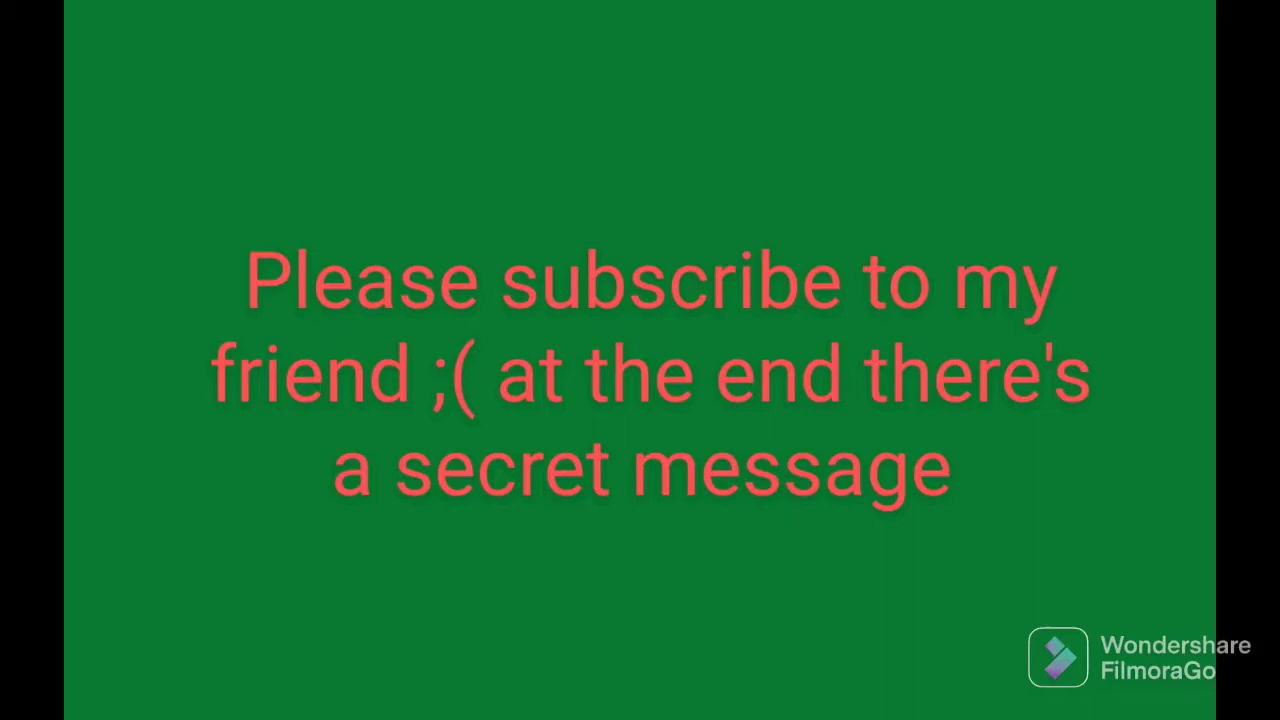 Please subscribe to my
friend ;( at the end there's
a secret message
Wondershare
FilmoraGo